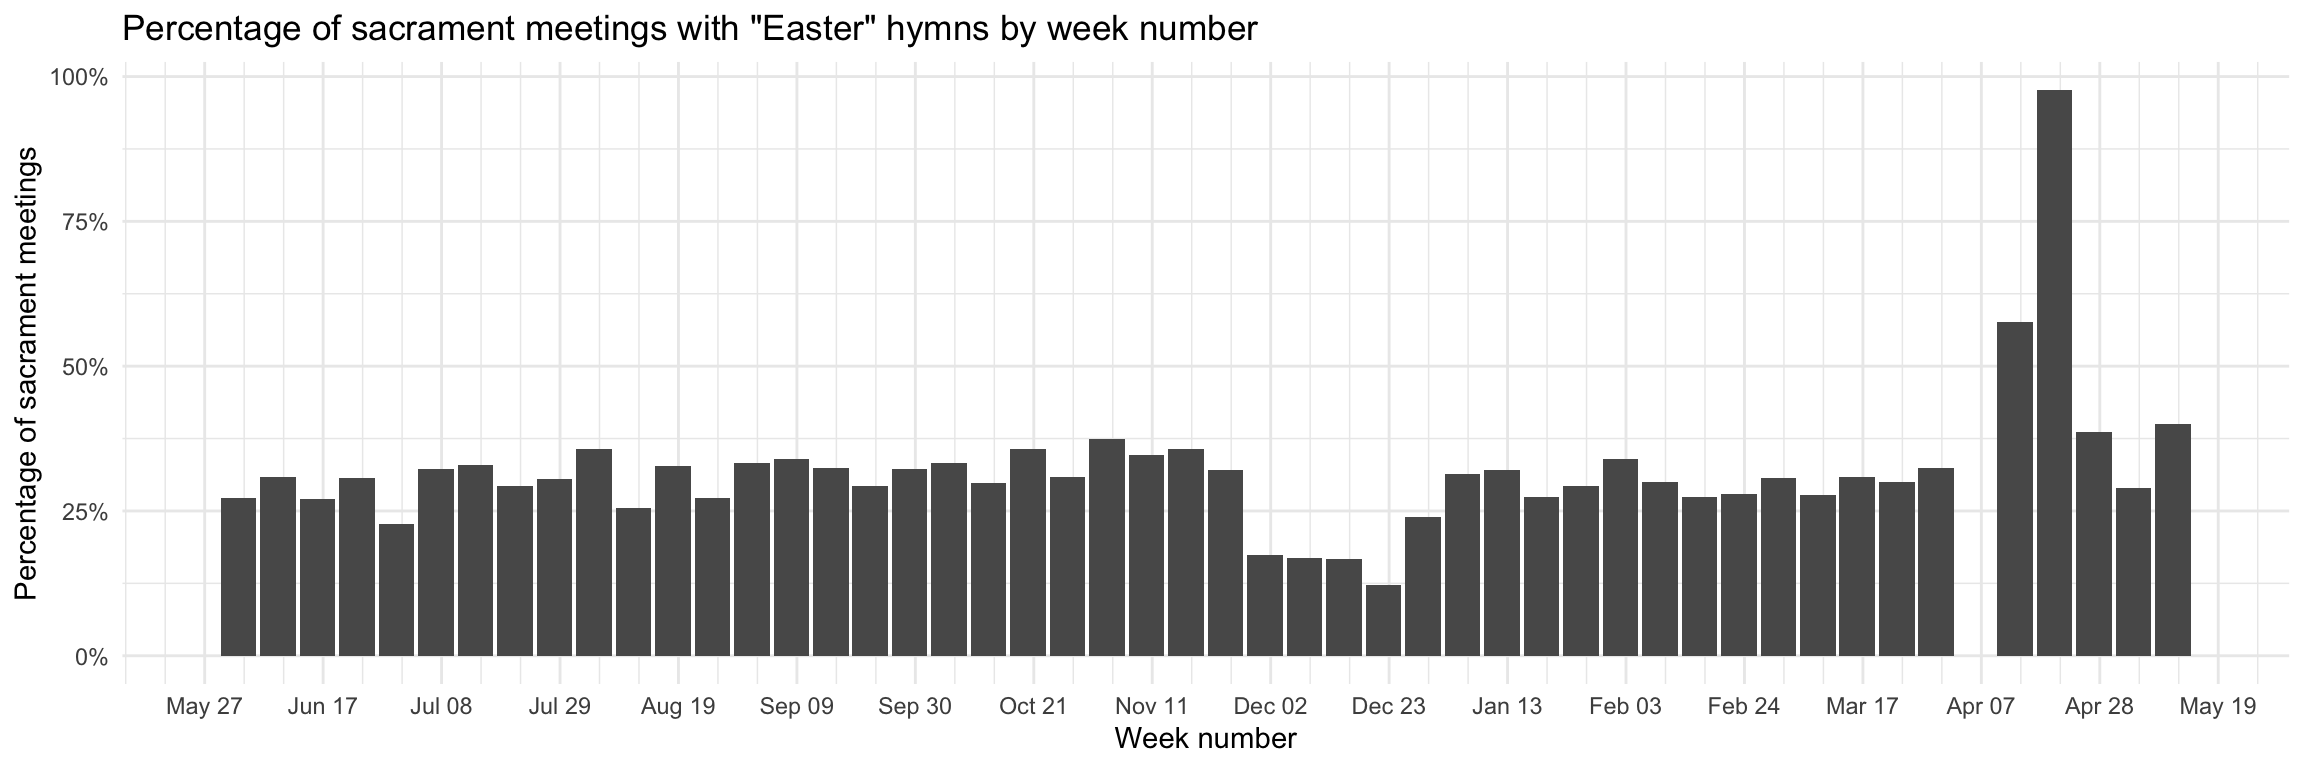 Percentage of sacrament meetings with "Easter" hymns by week number
Percentage of sacrament meetings
100%
75%
50%
25%
0%
May 27 Jun 17 Jul 08 Jul 29 Aug 19 Sep 09 Sep 30 Oct 21 Nov 11 Dec 02 Dec 23 Jan 13 Feb 03 Feb 24 Mar 17 Apr 07 Apr 28 May 19
Week number